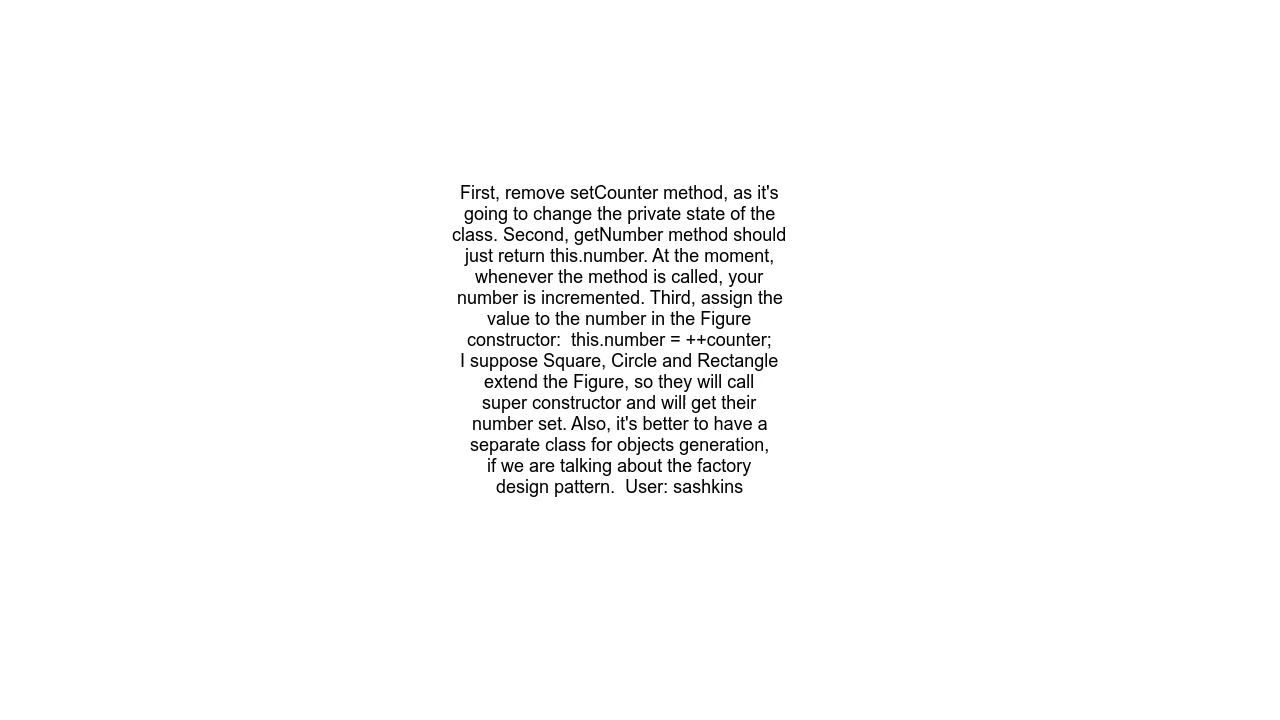 First, remove setCounter method, as it's
going to change the private state of the
class. Second, getNumber method should
just return this.number. At the moment,
whenever the method is called, your
number is incremented. Third, assign the
value to the number in the Figure
constructor:  this.number = ++counter;
I suppose Square, Circle and Rectangle
extend the Figure, so they will call
super constructor and will get their
number set. Also, it's better to have a
separate class for objects generation,
if we are talking about the factory
design pattern.  User: sashkins